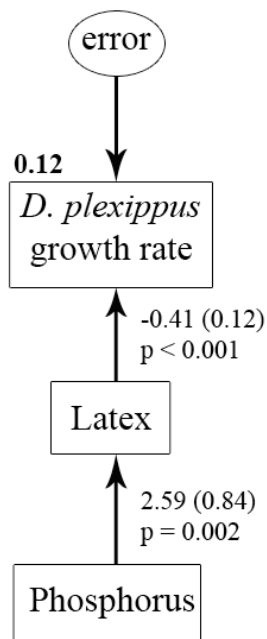 error
0.12
D. plexippus
growth rate
-0.41 (0.12)
p < 0.001
Latex
2.59 (0.84)
p = 0.002
Phosphorus